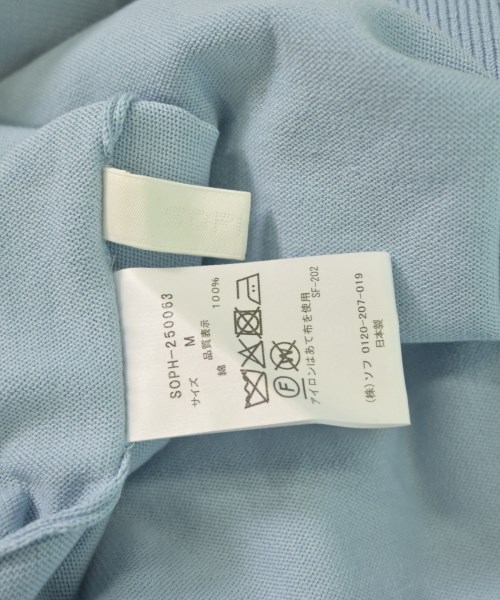 SOPH-250063
サイズ M
品質表示
綿 100%
F W
アイロンはあて布を使用
SF-202
(株)ソフ 0120-207-019
日本製